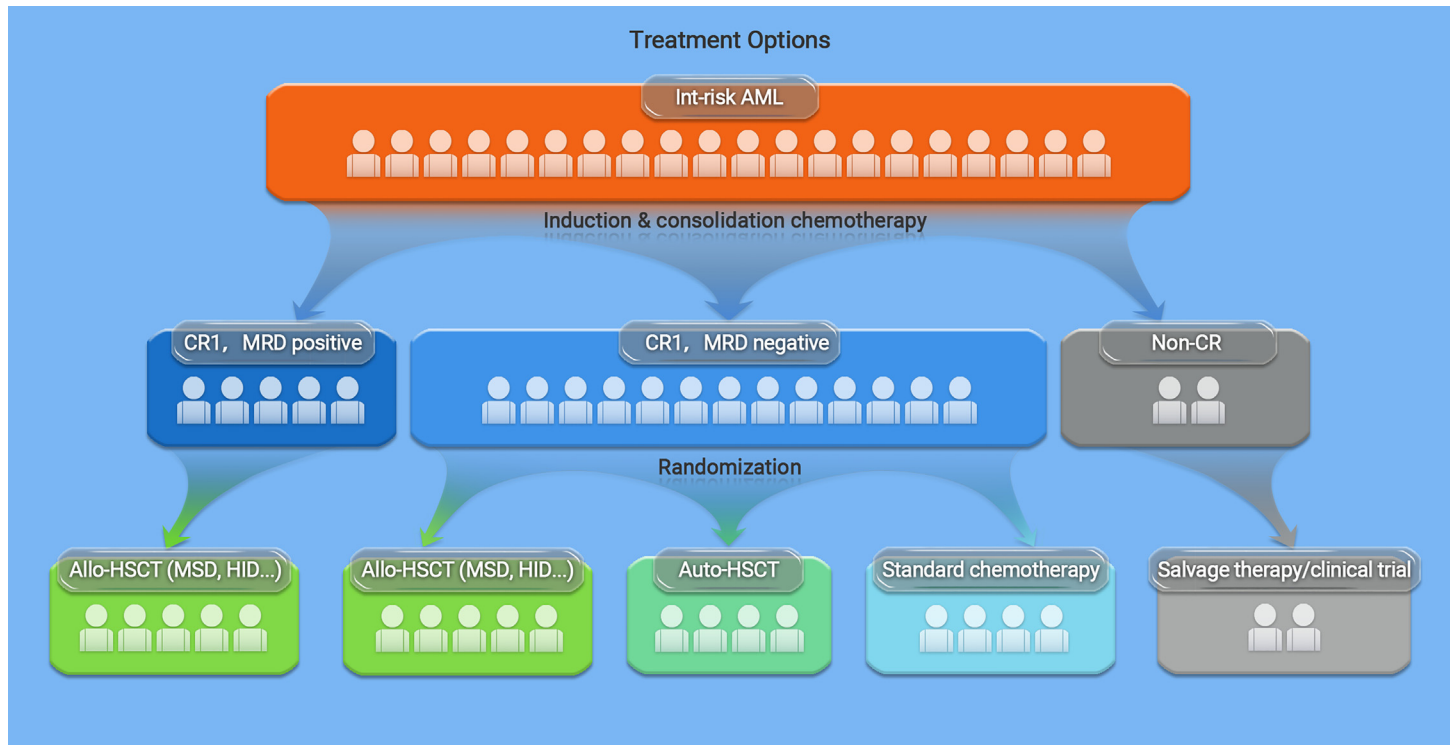 Treatment Options
Int-risk AML
Induction & consolidation chemotherapy
CR1，MRD positive
CR1，MRD negative
Non-CR
Randomization
Allo-HSCT (MSD, HID...)
Allo-HSCT (MSD, HID...)
Auto-HSCT
Standard chemotherapy
Salvage therapy/clinical trial